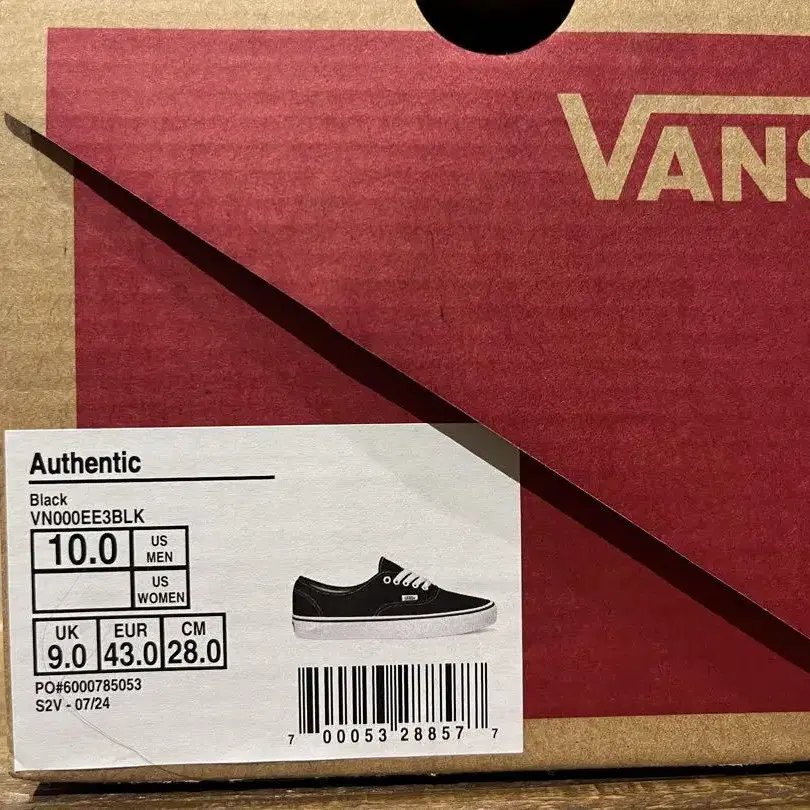 VANS
Authentic
Black
VN000EE3BLK
10.0 US MEN
US WOMEN
UK EUR CM
9.0 43.0 28.0
PO#6000785053
S2V - 07/24
7 00053 28857 7